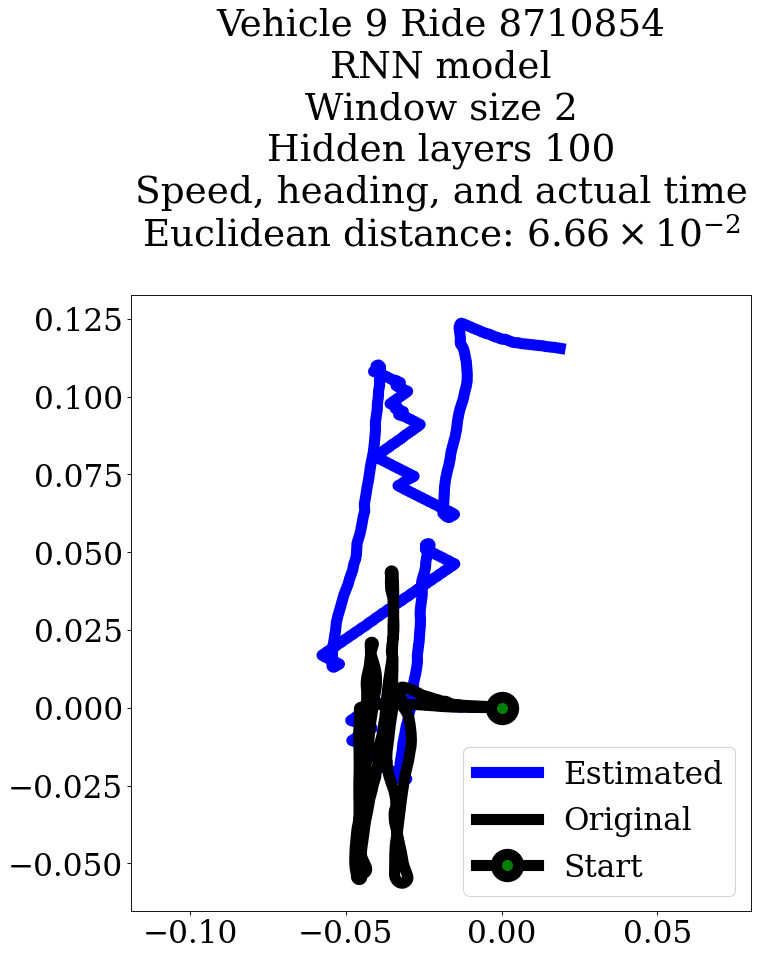 Vehicle 9 Ride 8710854
RNN model
Window size 2
Hidden layers 100
Speed, heading, and actual time
Euclidean distance: 6.66 × 10⁻²
0.125
0.100
0.075
0.050
0.025
0.000
−0.025
−0.050
Estimated
Original
Start
−0.10
−0.05
0.00
0.05